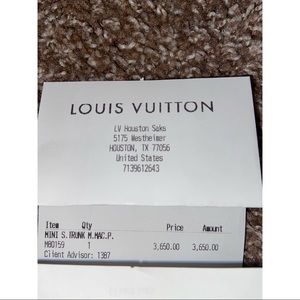 LOUIS VUITTON
LV Houston Saks
5175 Westheimer
HOUSTON, TX 77056
United States
7139612643
Item Qty Price Amount
MINI S.TRUNK M.MAC.P.
M80159 1 3,650.00 3,650.00
Client Advisor: 1387